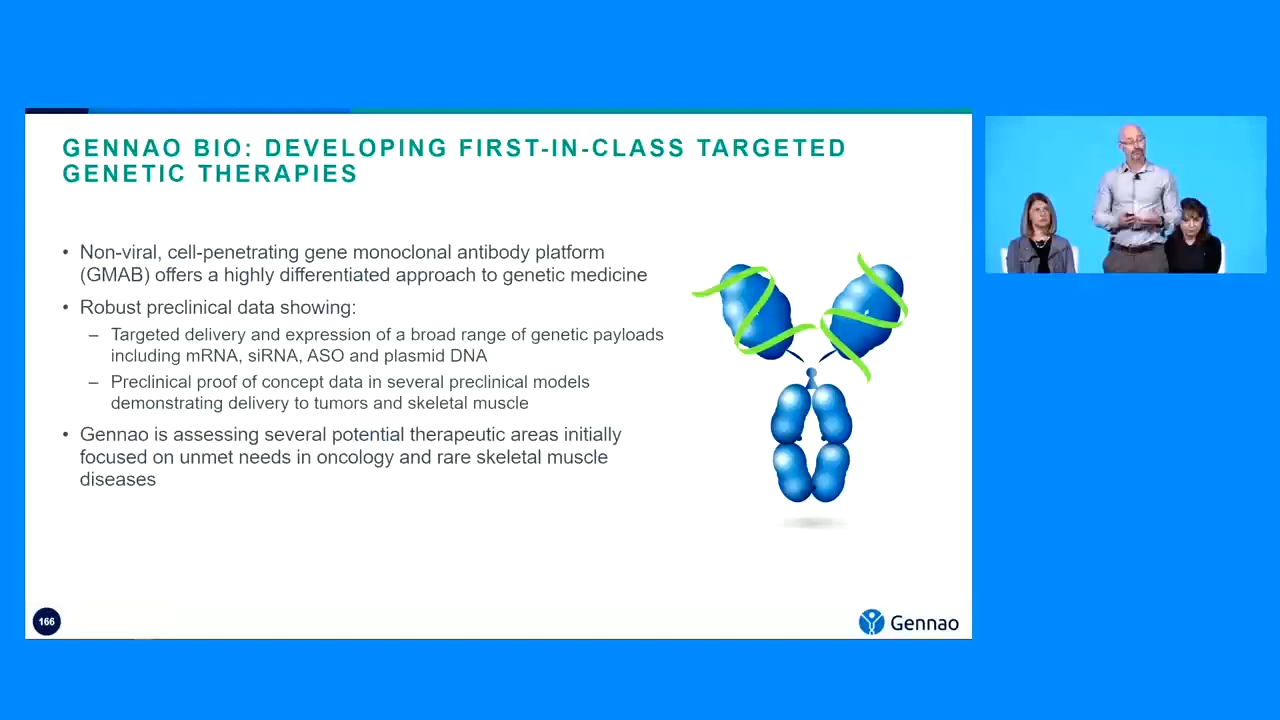 GENNAO BIO: DEVELOPING FIRST-IN-CLASS TARGETED
GENETIC THERAPIES
• Non-viral, cell-penetrating gene monoclonal antibody platform
(GMAB) offers a highly differentiated approach to genetic medicine
• Robust preclinical data showing:
– Targeted delivery and expression of a broad range of genetic payloads
including mRNA, siRNA, ASO and plasmid DNA
– Preclinical proof of concept data in several preclinical models
demonstrating delivery to tumors and skeletal muscle
• Gennao is assessing several potential therapeutic areas initially
focused on unmet needs in oncology and rare skeletal muscle
diseases
166
Gennao